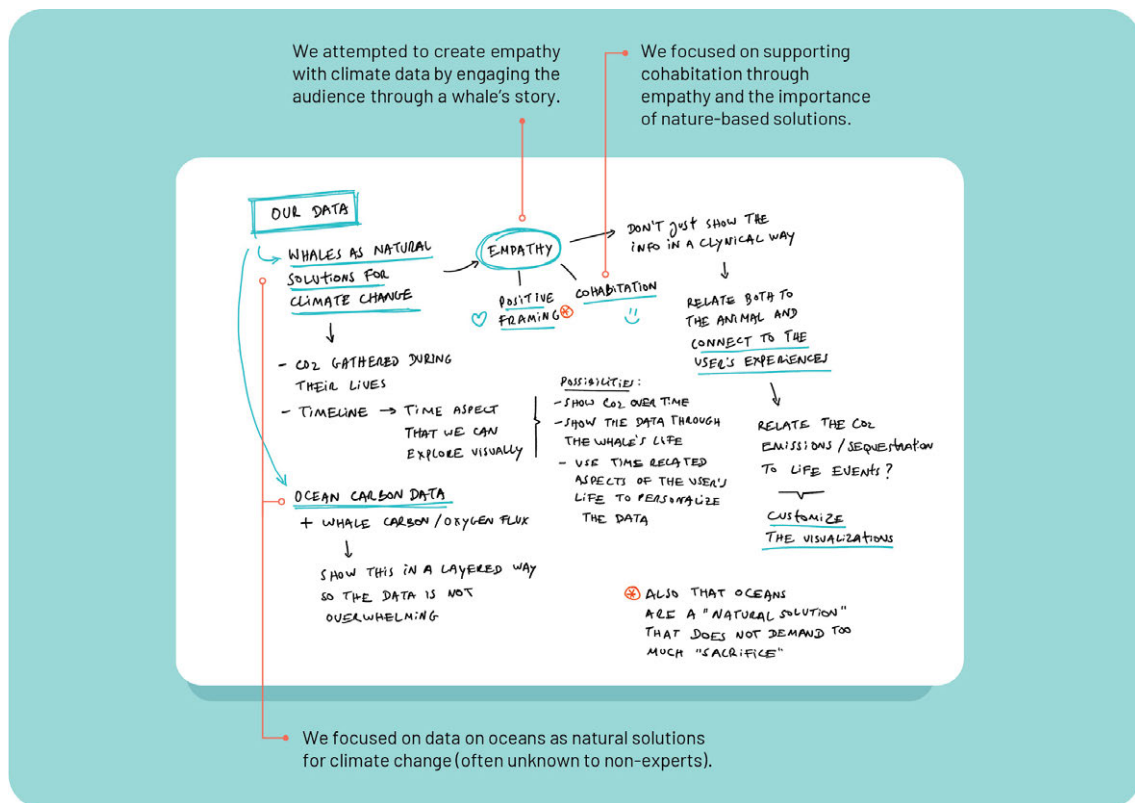 We attempted to create empathy
with climate data by engaging the
audience through a whale's story.
We focused on supporting
cohabitation through
empathy and the importance
of nature-based solutions.
OUR DATA
WHALES AS NATURAL
SOLUTIONS FOR
CLIMATE CHANGE
- CO2 GATHERED DURING
THEIR LIVES
- TIMELINE → TIME ASPECT
THAT WE CAN
EXPLORE VISUALLY
OCEAN CARBON DATA
+ WHALE CARBON/OXYGEN FLUX
SHOW THIS IN A LAYERED WAY
SO THE DATA IS NOT
OVERWHELMING
EMPATHY
POSITIVE
FRAMING
COHABITATION
POSSIBILITIES:
- SHOW CO2 OVER TIME
- SHOW THE DATA THROUGH
THE WHALE'S LIFE
- USE TIME RELATED
ASPECTS OF THE USER'S
LIFE TO PERSONALIZE
THE DATA
DON'T JUST SHOW THE
INFO IN A CLYNICAL WAY
RELATE BOTH TO
THE ANIMAL AND
CONNECT TO THE
USER'S EXPERIENCES
RELATE THE CO2
EMISSIONS/SEQUESTRATION
TO LIFE EVENTS?
CUSTOMIZE
THE VISUALIZATIONS
* ALSO THAT OCEANS
ARE A "NATURAL SOLUTION"
THAT DOES NOT DEMAND TOO
MUCH "SACRIFICE"
We focused on data on oceans as natural solutions
for climate change (often unknown to non-experts).